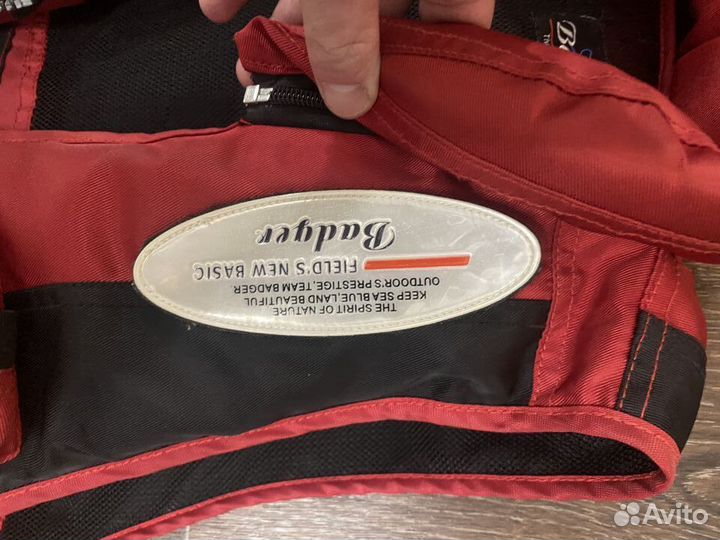 Badger
FIELD'S NEW BASIC
OUTDOOR'S PRESTIGE, TEAM BADGER.
KEEP SEA BLUE, LAND BEAUTIFUL
THE SPIRIT OF NATURE
Avito